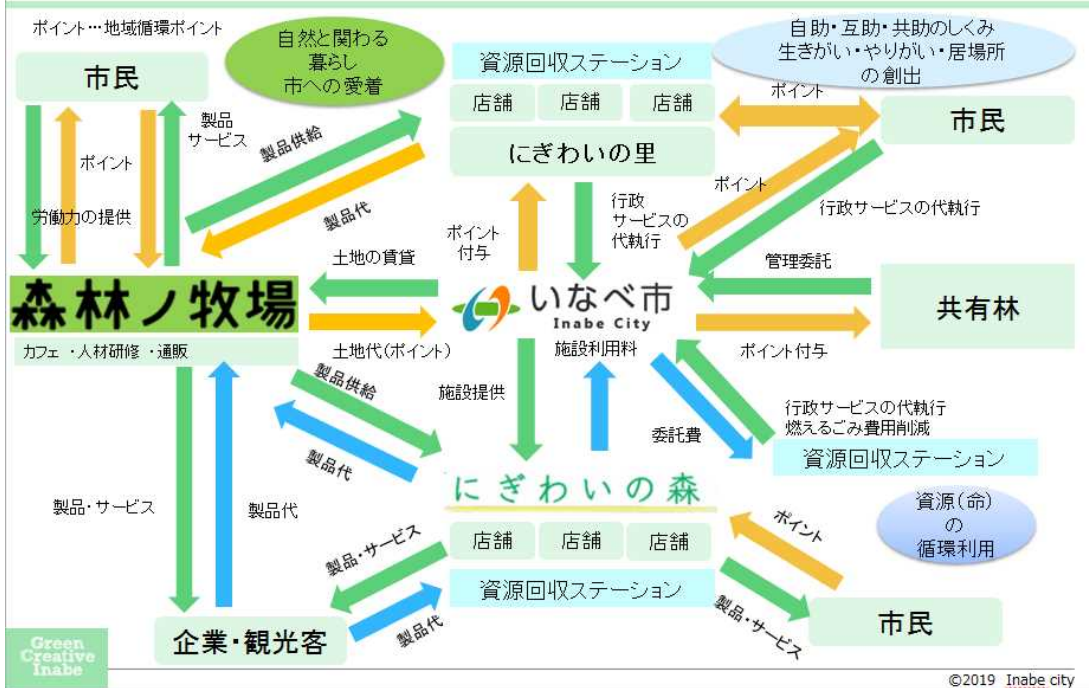 ポイント…地域循環ポイント
市民
自然と関わる
暮らし
市への愛着
資源回収ステーション
店舗 店舗 店舗
にぎわいの里
自助・互助・共助のしくみ
生きがい・やりがい・居場所
の創出
ポイント
市民
製品
サービス
ポイント
労働力の提供
製品供給
製品代
ポイント
付与
行政
サービスの
代執行
ポイント
行政サービスの代執行
土地の賃貸
管理委託
森林ノ牧場
カフェ ・人材研修 ・通販
いなべ市
Inabe City
共有林
土地代(ポイント)
施設利用料
ポイント付与
製品供給
製品代
施設提供
委託費
行政サービスの代執行
燃えるごみ費用削減
資源回収ステーション
にぎわいの森
店舗 店舗 店舗
資源回収ステーション
資源(命)
の
循環利用
製品・サービス
製品代
製品・サービス
製品代
ポイント
製品・サービス
企業・観光客
市民
Green
Creative
Inabe
©2019 Inabe city